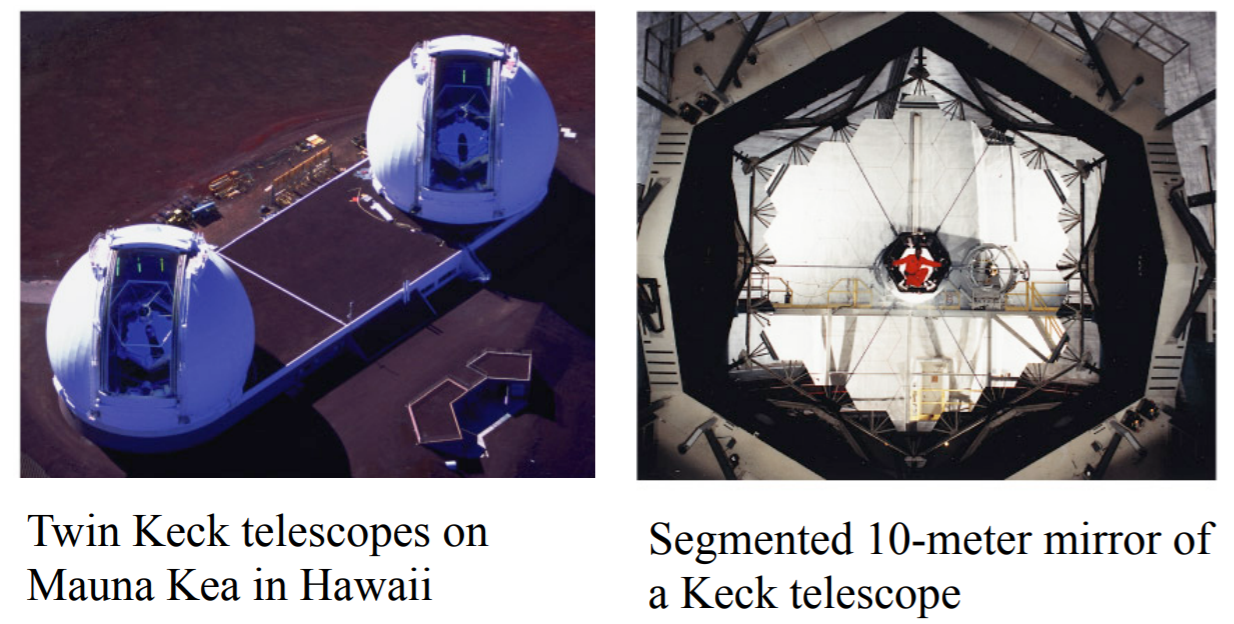 Twin Keck telescopes on
Mauna Kea in Hawaii
Segmented 10-meter mirror of
a Keck telescope